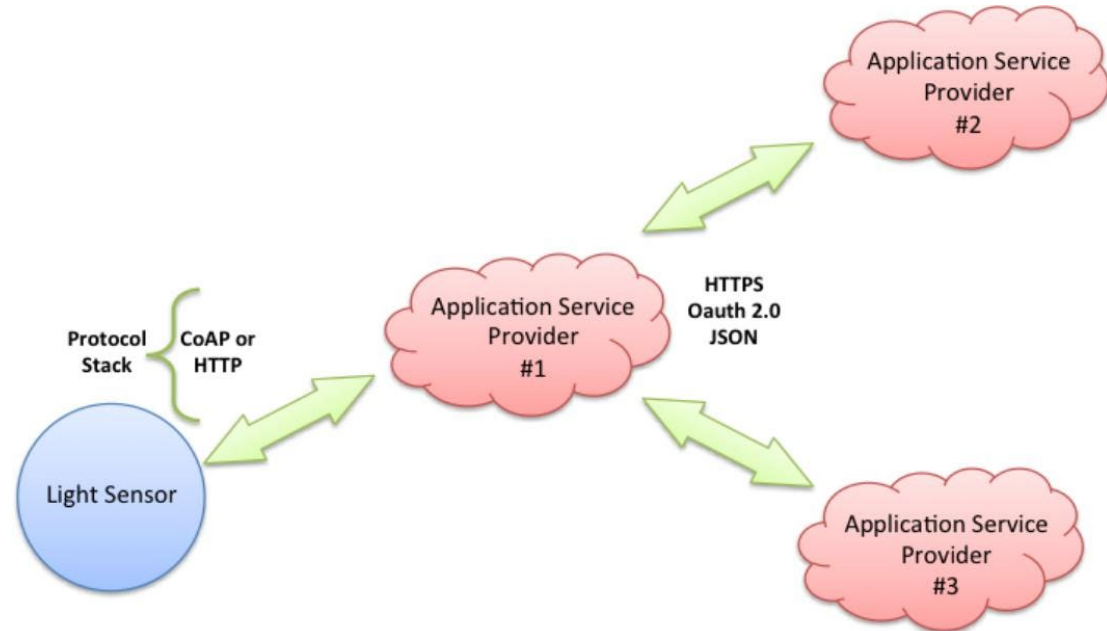 Application Service
Provider
#2
HTTPS
Oauth 2.0
JSON
Application Service
Provider
#1
Protocol
Stack
CoAP or
HTTP
Light Sensor
Application Service
Provider
#3